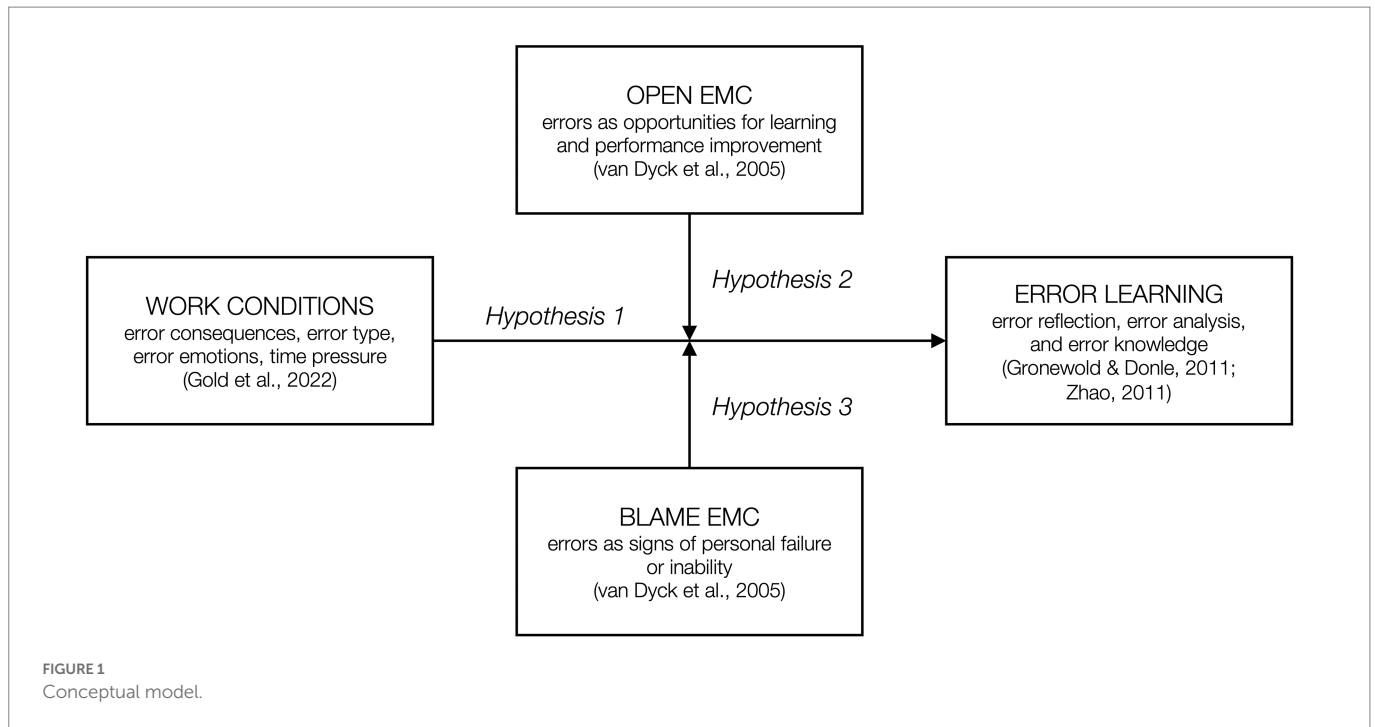 OPEN EMC
errors as opportunities for learning
and performance improvement
(van Dyck et al., 2005)
Hypothesis 2
WORK CONDITIONS
error consequences, error type,
error emotions, time pressure
(Gold et al., 2022)
Hypothesis 1
ERROR LEARNING
error reflection, error analysis,
and error knowledge
(Gronewold & Donle, 2011;
Zhao, 2011)
Hypothesis 3
BLAME EMC
errors as signs of personal failure
or inability
(van Dyck et al., 2005)
FIGURE 1
Conceptual model.